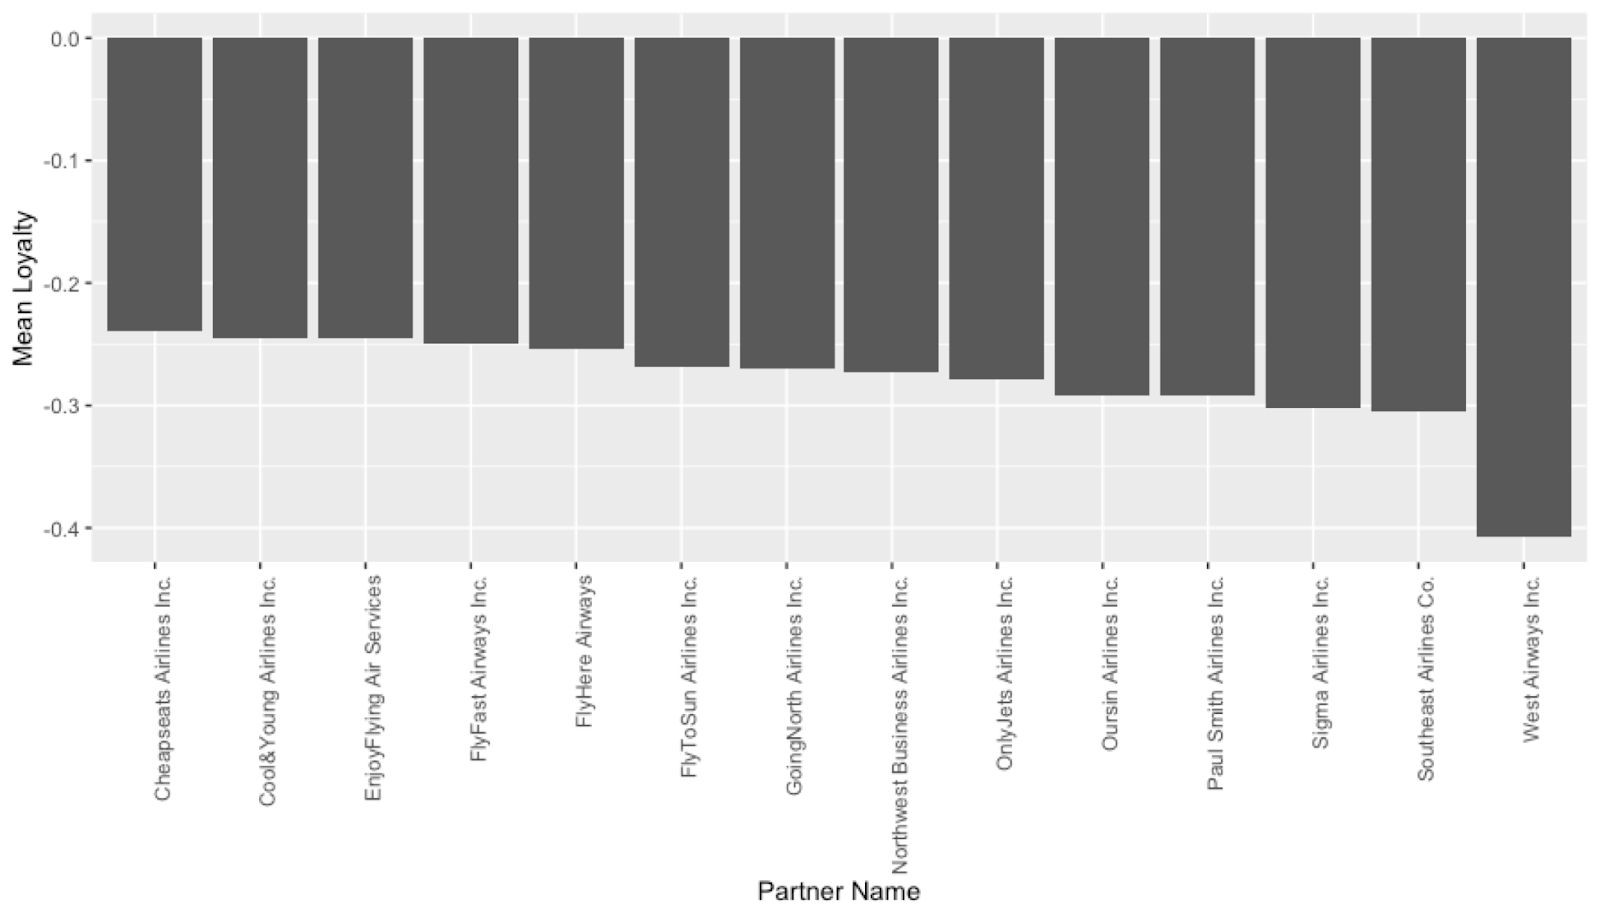 0.0
-0.1
-0.2
-0.3
-0.4
Mean Loyalty
Cheapseats Airlines Inc.
Cool&Young Airlines Inc.
EnjoyFlying Air Services
FlyFast Airways Inc.
FlyHere Airways
FlyToSun Airlines Inc.
GoingNorth Airlines Inc.
Northwest Business Airlines Inc.
OnlyJets Airlines Inc.
Oursin Airlines Inc.
Paul Smith Airlines Inc.
Sigma Airlines Inc.
Southeast Airlines Co.
West Airways Inc.
Partner Name